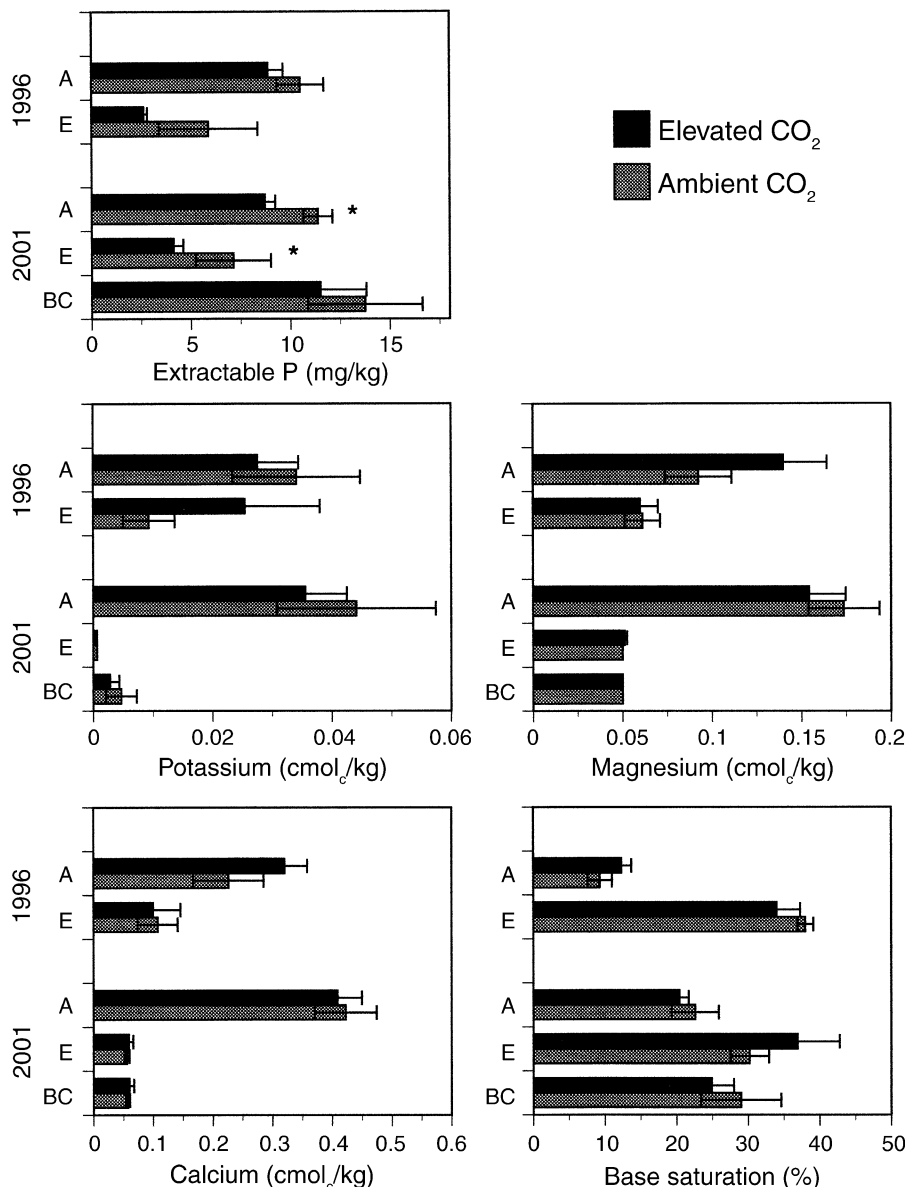 1996
A
E
2001
A *
E *
BC
0 5 10 15
Extractable P (mg/kg)
Elevated CO₂
Ambient CO₂
1996
A
E
2001
A
E
BC
0 0.02 0.04 0.06
Potassium (cmol_c/kg)
A
E
A
E
BC
0 0.05 0.1 0.15 0.2
Magnesium (cmol_c/kg)
1996
A
E
2001
A
E
BC
0 0.1 0.2 0.3 0.4 0.5 0.6
Calcium (cmol_c/kg)
A
E
A
E
BC
0 10 20 30 40 50
Base saturation (%)